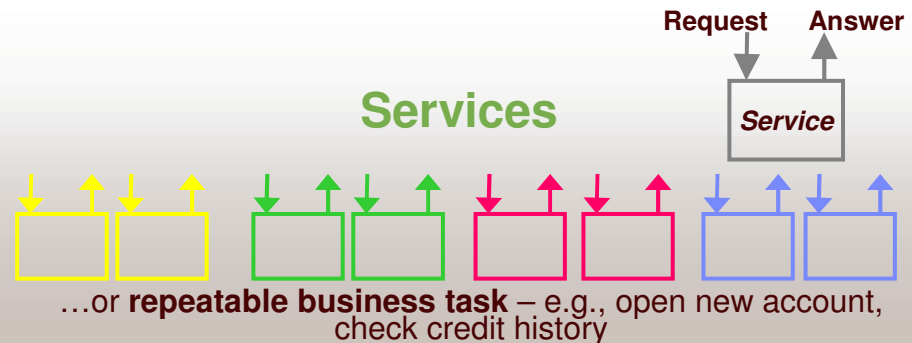 Request Answer
Services
Service
…or repeatable business task – e.g., open new account,
check credit history